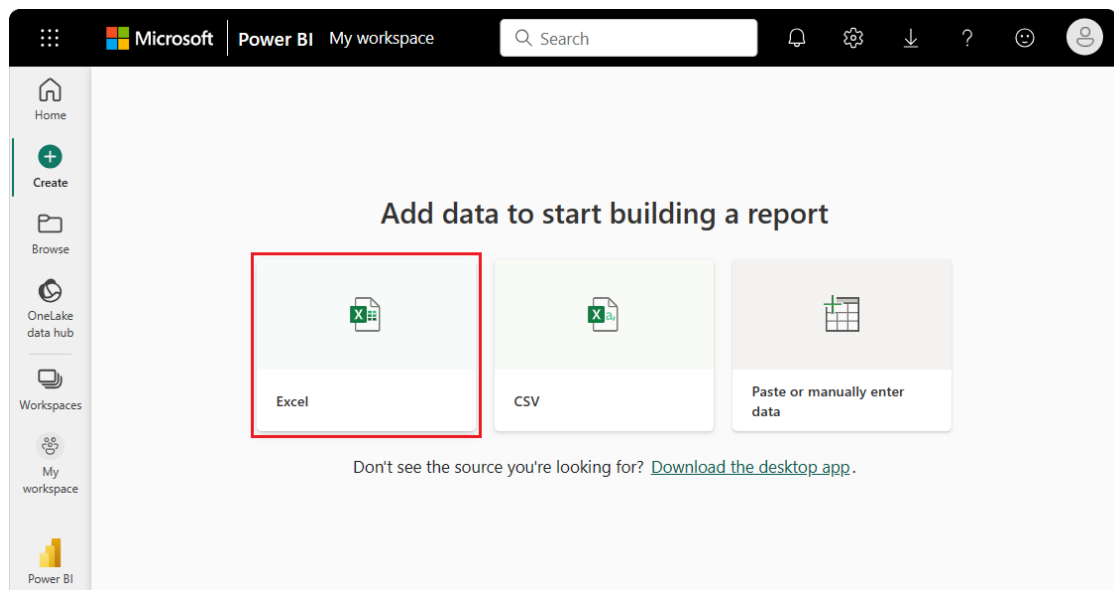 Microsoft Power BI My workspace Search
Home
Create
Browse
OneLake
data hub
Workspaces
My
workspace
Power BI
Add data to start building a report
Excel
CSV
Paste or manually enter
data
Don't see the source you're looking for? Download the desktop app.